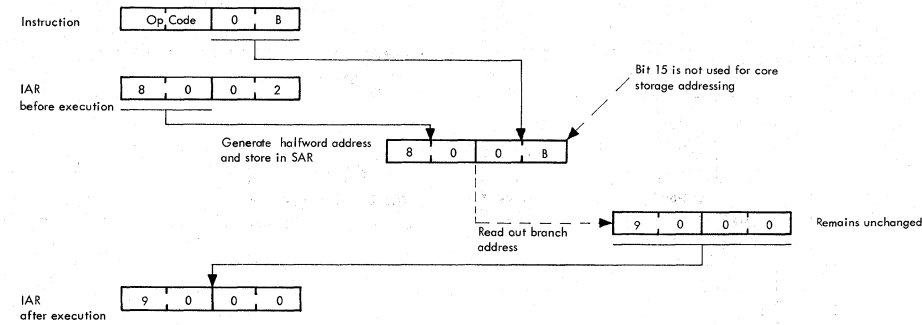 Instruction
Op Code 0 B
Bit 15 is not used for core
storage addressing
IAR
before execution
8 0 0 2
Generate halfword address
and store in SAR
8 0 0 B
Read out branch
address
9 0 0 0
Remains unchanged
IAR
after execution
9 0 0 0